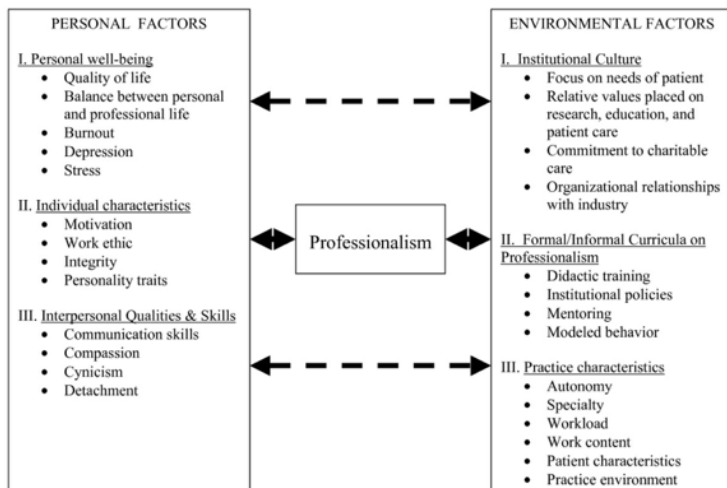 PERSONAL FACTORS
I. Personal well-being
• Quality of life
• Balance between personal
and professional life
• Burnout
• Depression
• Stress
II. Individual characteristics
• Motivation
• Work ethic
• Integrity
• Personality traits
III. Interpersonal Qualities & Skills
• Communication skills
• Compassion
• Cynicism
• Detachment
Professionalism
ENVIRONMENTAL FACTORS
I. Institutional Culture
• Focus on needs of patient
• Relative values placed on
research, education, and
patient care
• Commitment to charitable
care
• Organizational relationships
with industry
II. Formal/Informal Curricula on
Professionalism
• Didactic training
• Institutional policies
• Mentoring
• Modeled behavior
III. Practice characteristics
• Autonomy
• Specialty
• Workload
• Work content
• Patient characteristics
• Practice environment